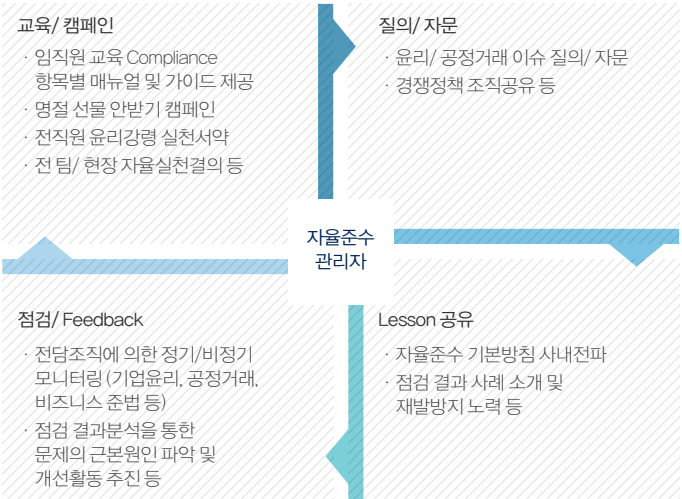 교육/ 캠페인
· 임직원 교육 Compliance
항목별 매뉴얼 및 가이드 제공
· 명절 선물 안받기 캠페인
· 전직원 윤리강령 실천서약
· 전 팀/ 현장 자율실천결의 등
질의/ 자문
· 윤리/ 공정거래 이슈 질의/ 자문
· 경쟁정책 조직공유 등
자율준수
관리자
점검/ Feedback
· 전담조직에 의한 정기/비정기
모니터링 (기업윤리, 공정거래,
비즈니스 준법 등)
· 점검 결과분석을 통한
문제의 근본원인 파악 및
개선활동 추진 등
Lesson 공유
· 자율준수 기본방침 사내전파
· 점검 결과 사례 소개 및
재발방지 노력 등